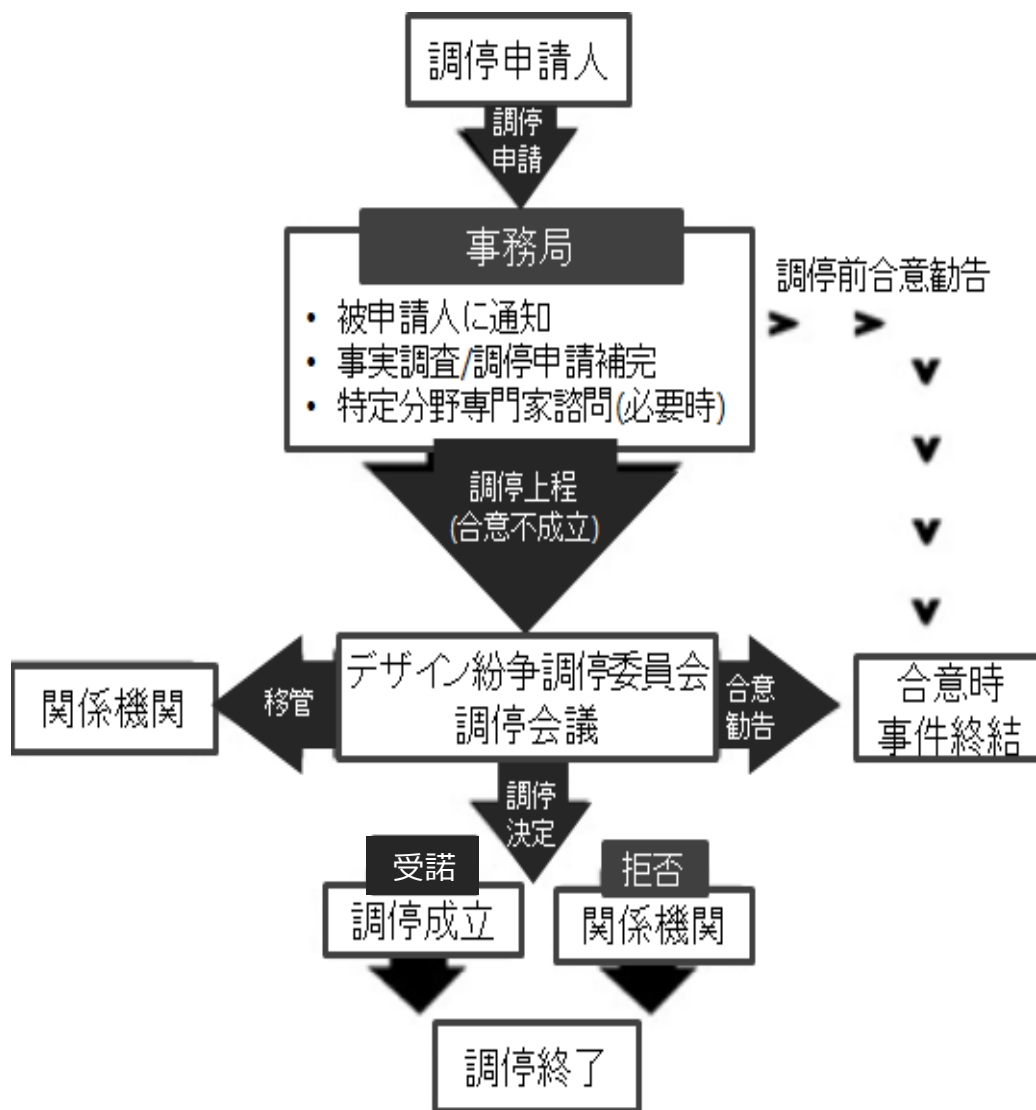 調停申請人
調停
申請
事務局
調停前合意勧告
• 被申請人に通知
• 事実調査/調停申請補完
• 特定分野専門家諮問(必要時)
調停上程
(合意不成立)
関係機関
移管
デザイン紛争調停委員会
調停会議
合意
勧告
合意時
事件終結
調停
決定
受諾
調停成立
拒否
関係機関
調停終了